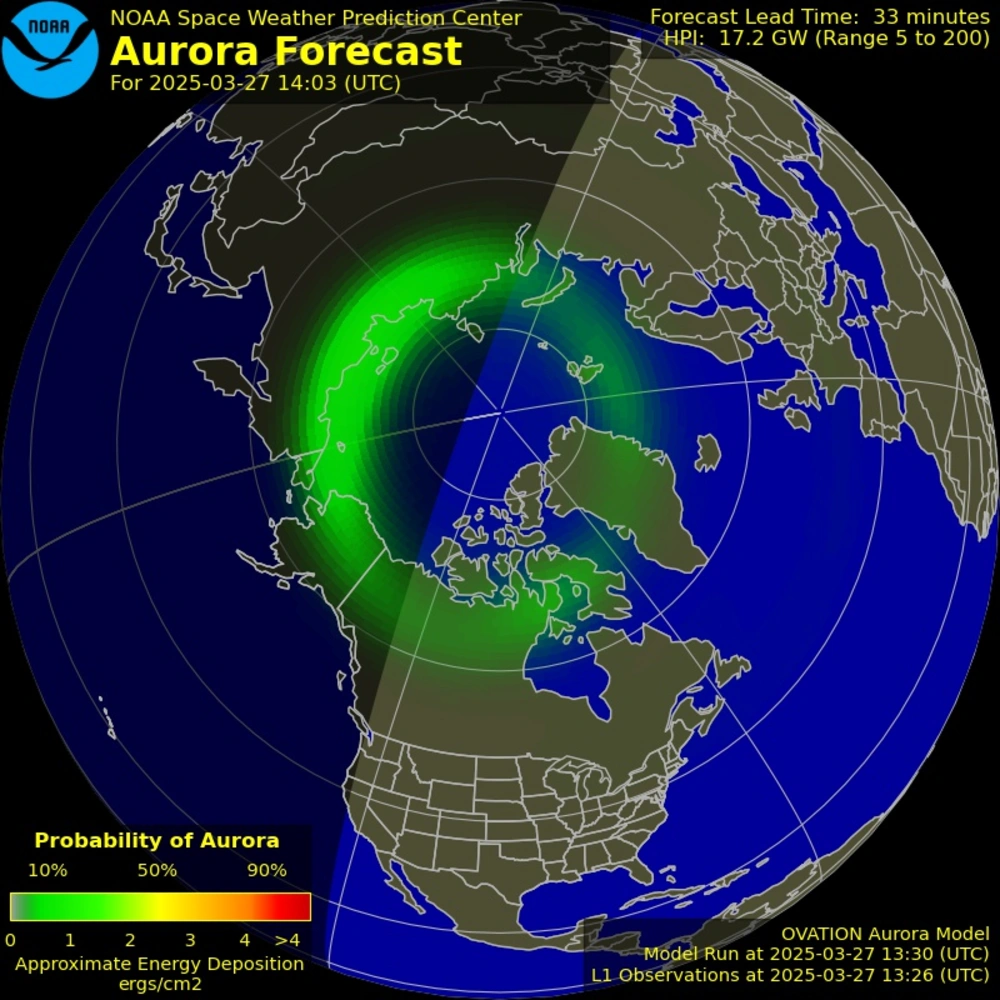 NOAA
NOAA Space Weather Prediction Center
Aurora Forecast
For 2025-03-27 14:03 (UTC)
Forecast Lead Time: 33 minutes
HPI: 17.2 GW (Range 5 to 200)
Probability of Aurora
10% 50% 90%
0 1 2 3 4 >4
Approximate Energy Deposition
ergs/cm2
OVATION Aurora Model
Model Run at 2025-03-27 13:30 (UTC)
L1 Observations at 2025-03-27 13:26 (UTC)